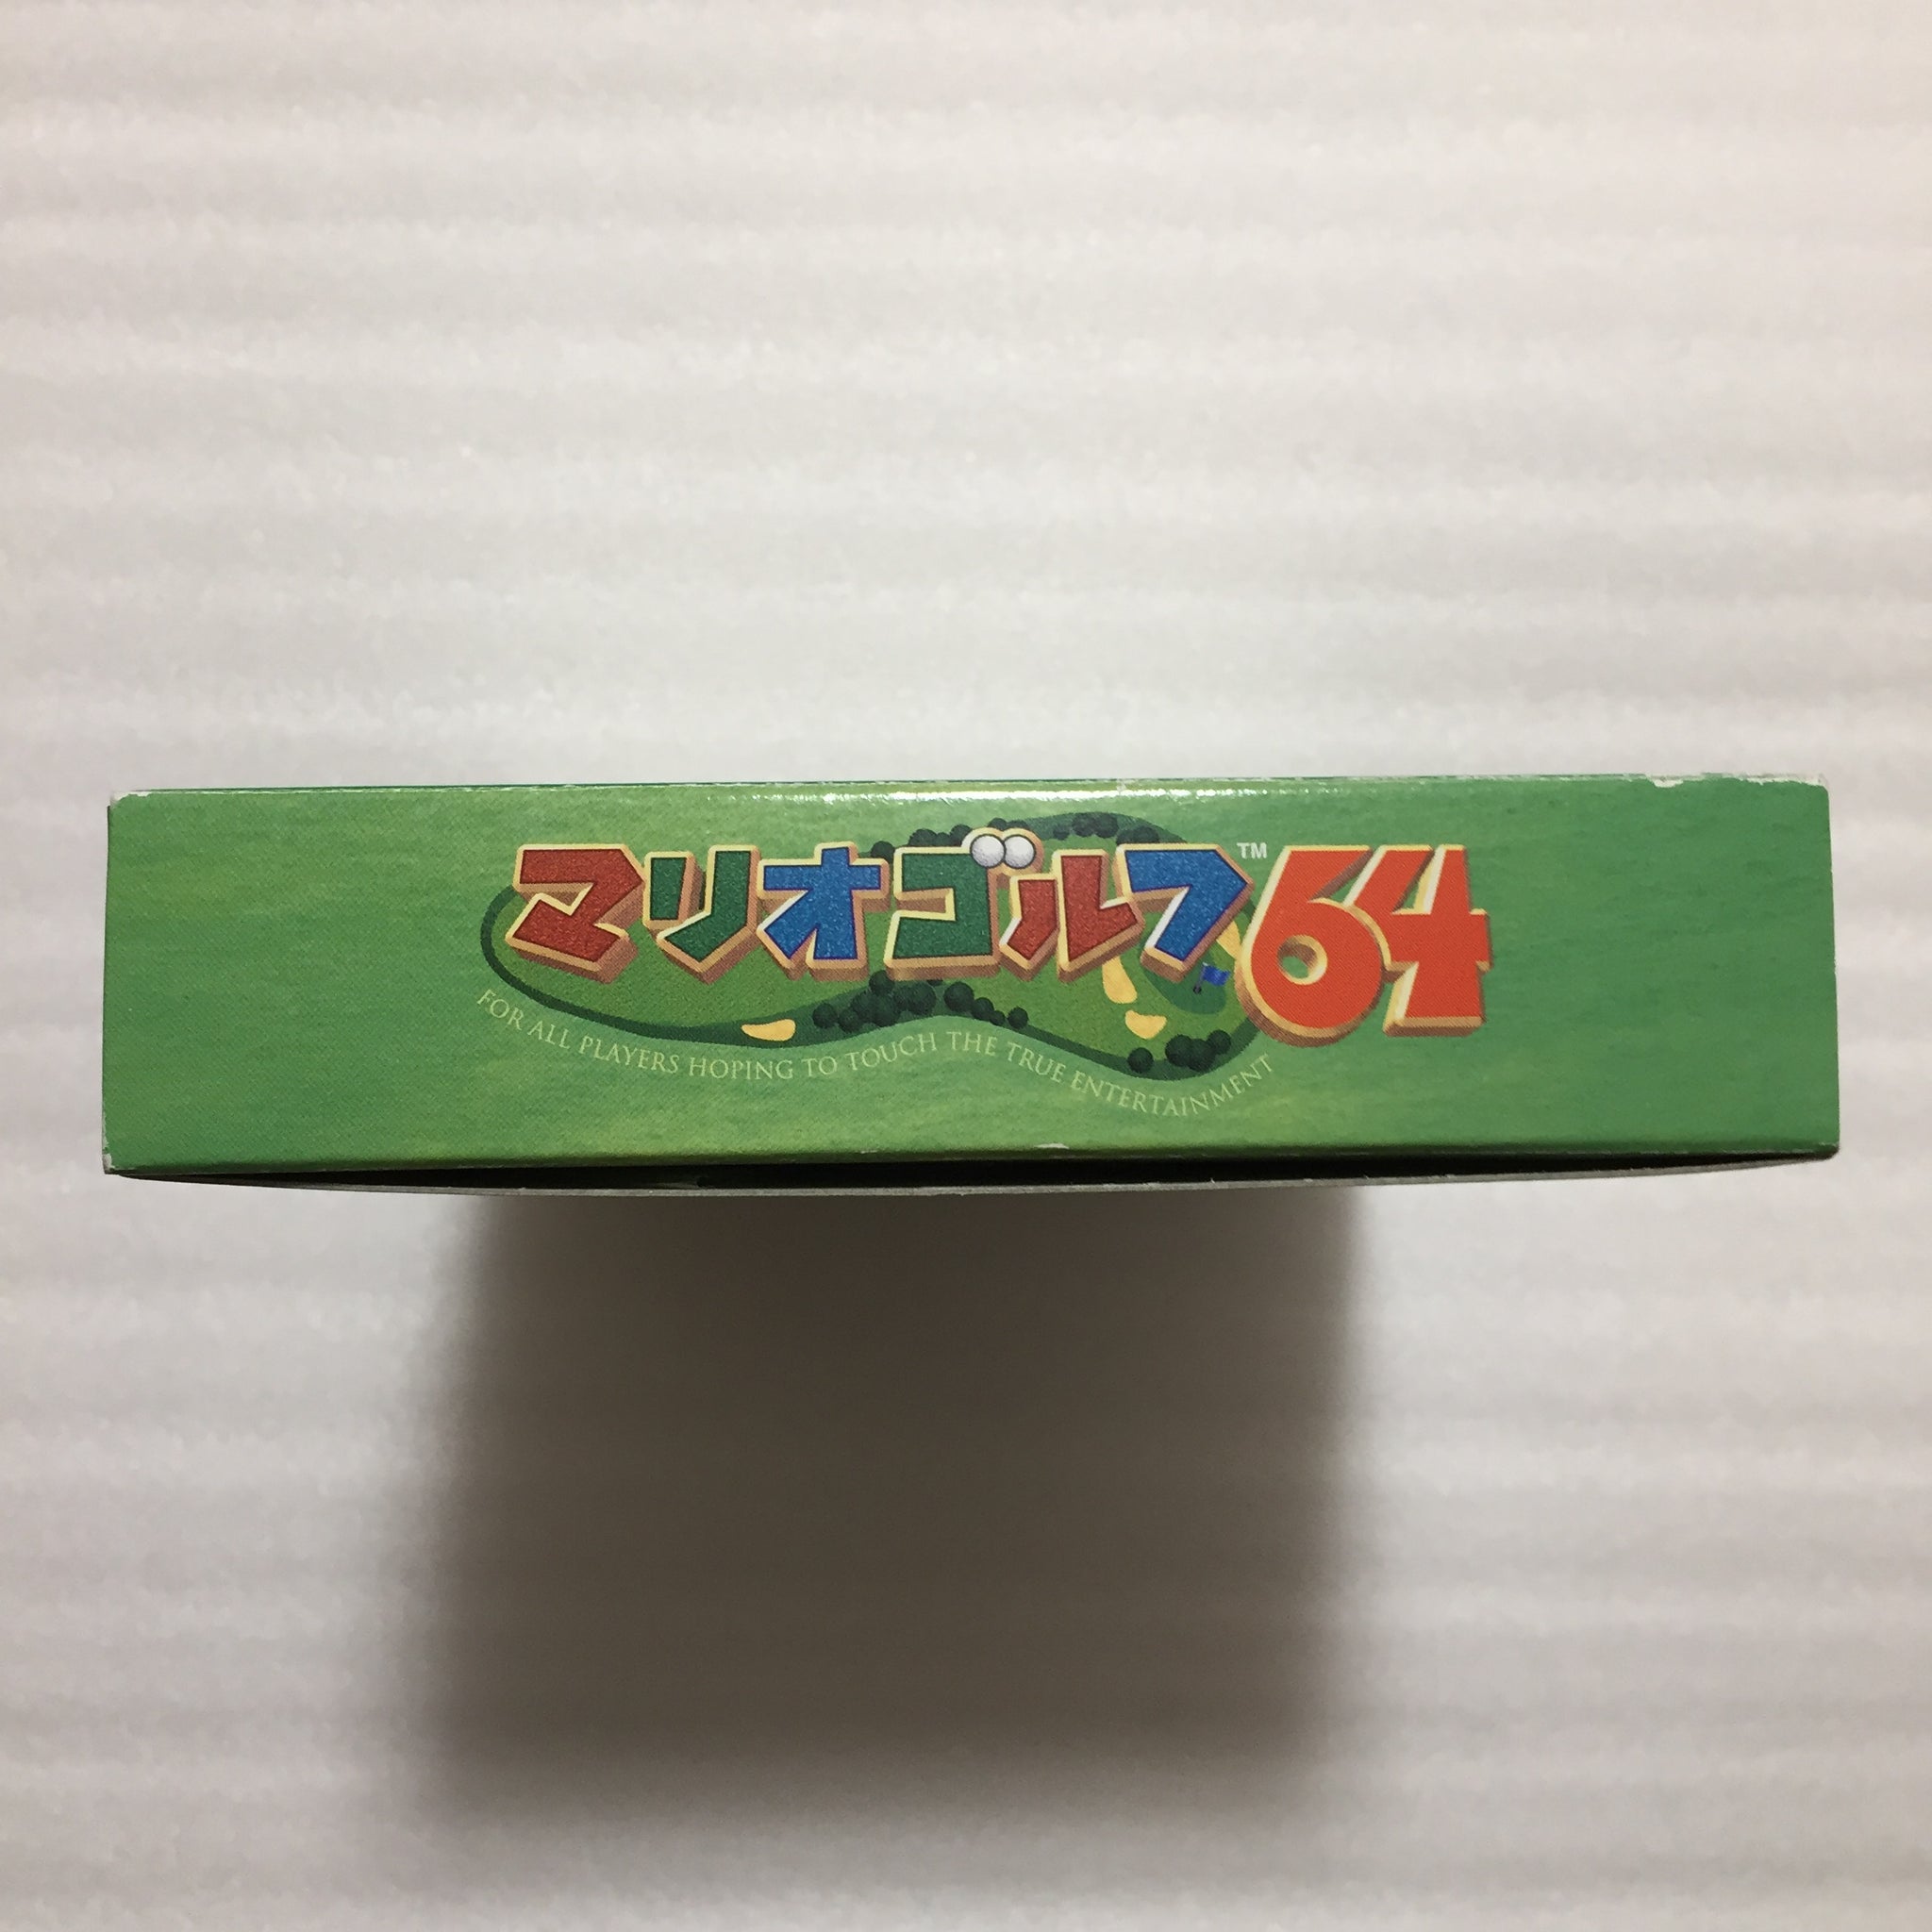 マリオゴルフ™64
FOR ALL PLAYERS HOPING TO TOUCH THE TRUE ENTERTAINMENT